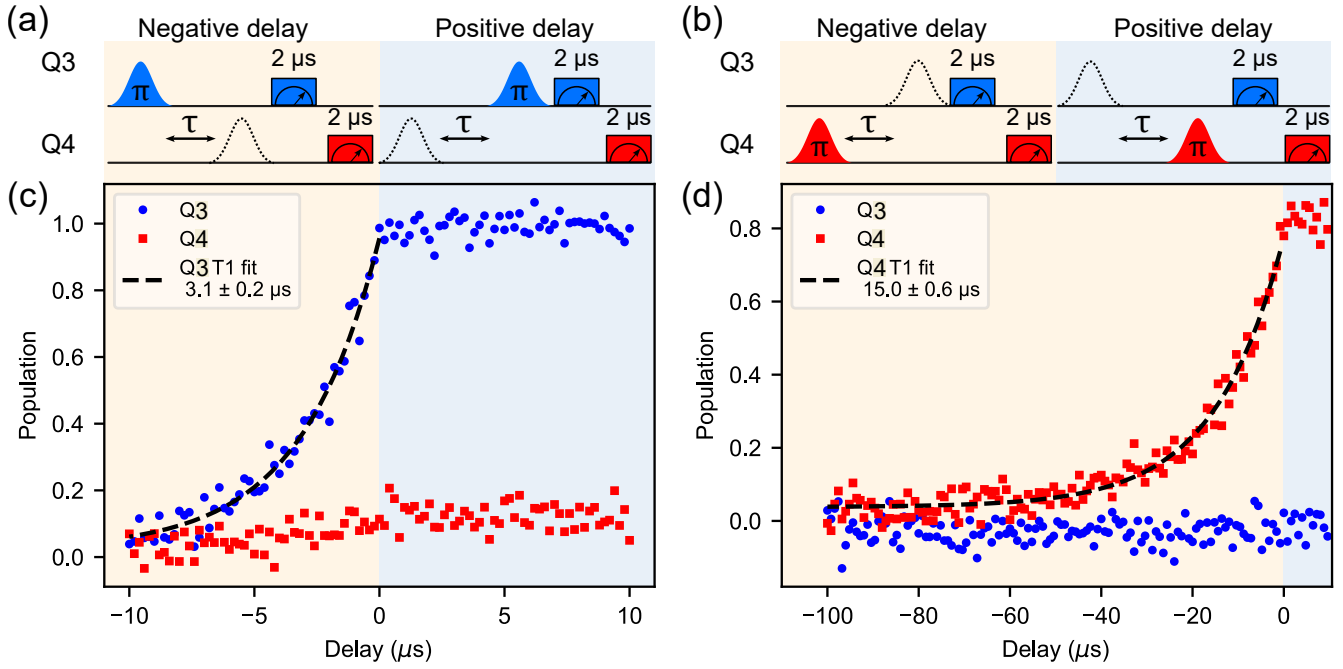 (a)
Negative delay
Positive delay
Q3
π
2 μs
π
2 μs
Q4
τ
2 μs
τ
2 μs
(b)
Negative delay
Positive delay
Q3
2 μs
2 μs
Q4
π
τ
2 μs
τ
π
2 μs
(c)
Q3
Q4
Q3 T1 fit
3.1 ± 0.2 μs
Population
1.0
0.8
0.6
0.4
0.2
0.0
−10
−5
0
5
10
Delay (μs)
(d)
Q3
Q4
Q4 T1 fit
15.0 ± 0.6 μs
Population
0.8
0.6
0.4
0.2
0.0
−100
−80
−60
−40
−20
0
Delay (μs)